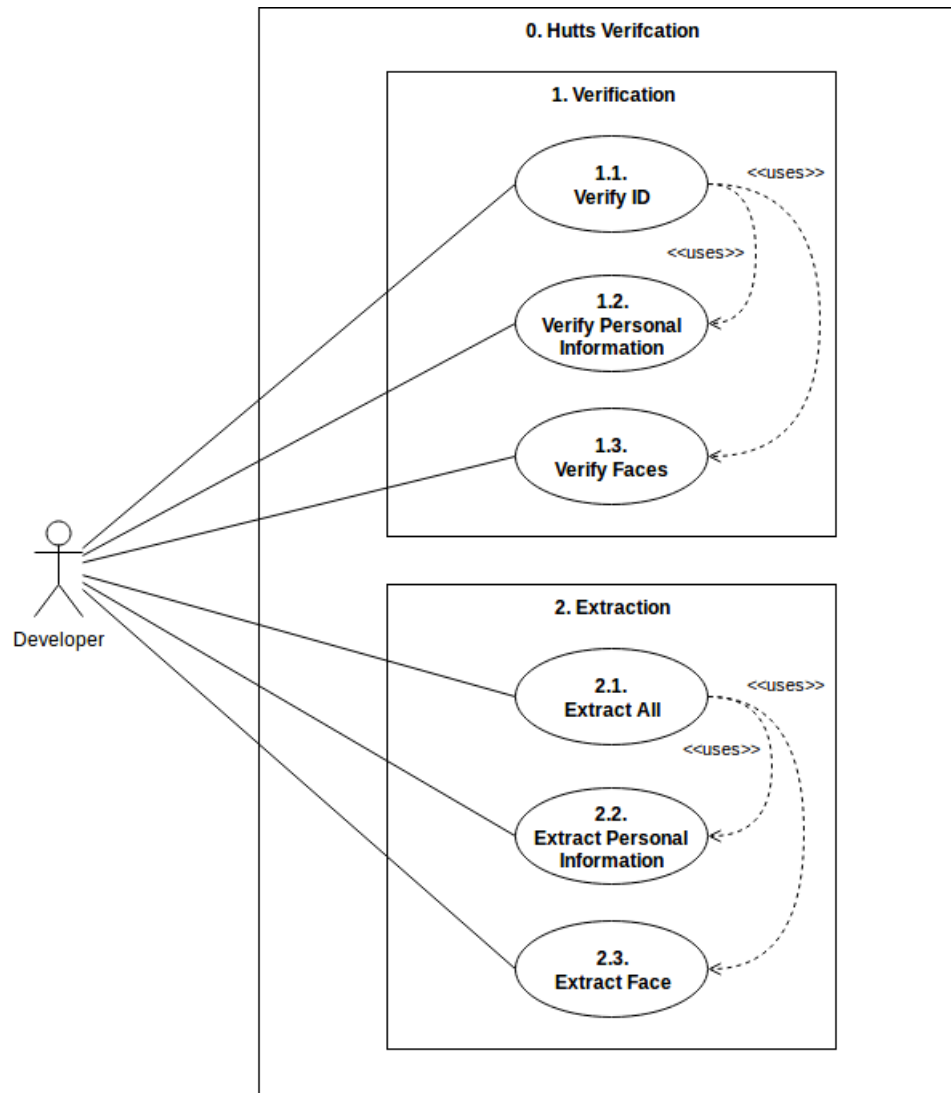 0. Hutts Verifcation
1. Verification
1.1.
Verify ID
<<uses>>
<<uses>>
1.2.
Verify Personal
Information
1.3.
Verify Faces
Developer
2. Extraction
2.1.
Extract All
<<uses>>
<<uses>>
2.2.
Extract Personal
Information
2.3.
Extract Face